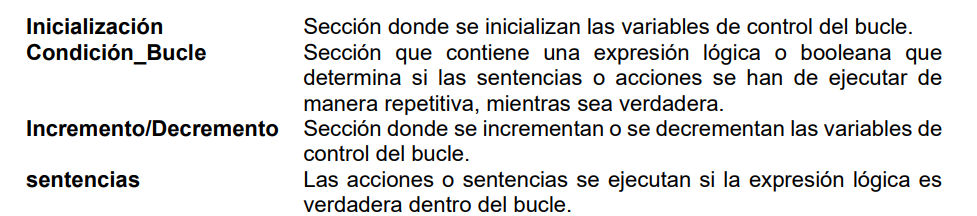 Inicialización Sección donde se inicializan las variables de control del bucle.
Condición_Bucle Sección que contiene una expresión lógica o booleana que
determina si las sentencias o acciones se han de ejecutar de
manera repetitiva, mientras sea verdadera.
Incremento/Decremento Sección donde se incrementan o se decrementan las variables de
control del bucle.
sentencias Las acciones o sentencias se ejecutan si la expresión lógica es
verdadera dentro del bucle.